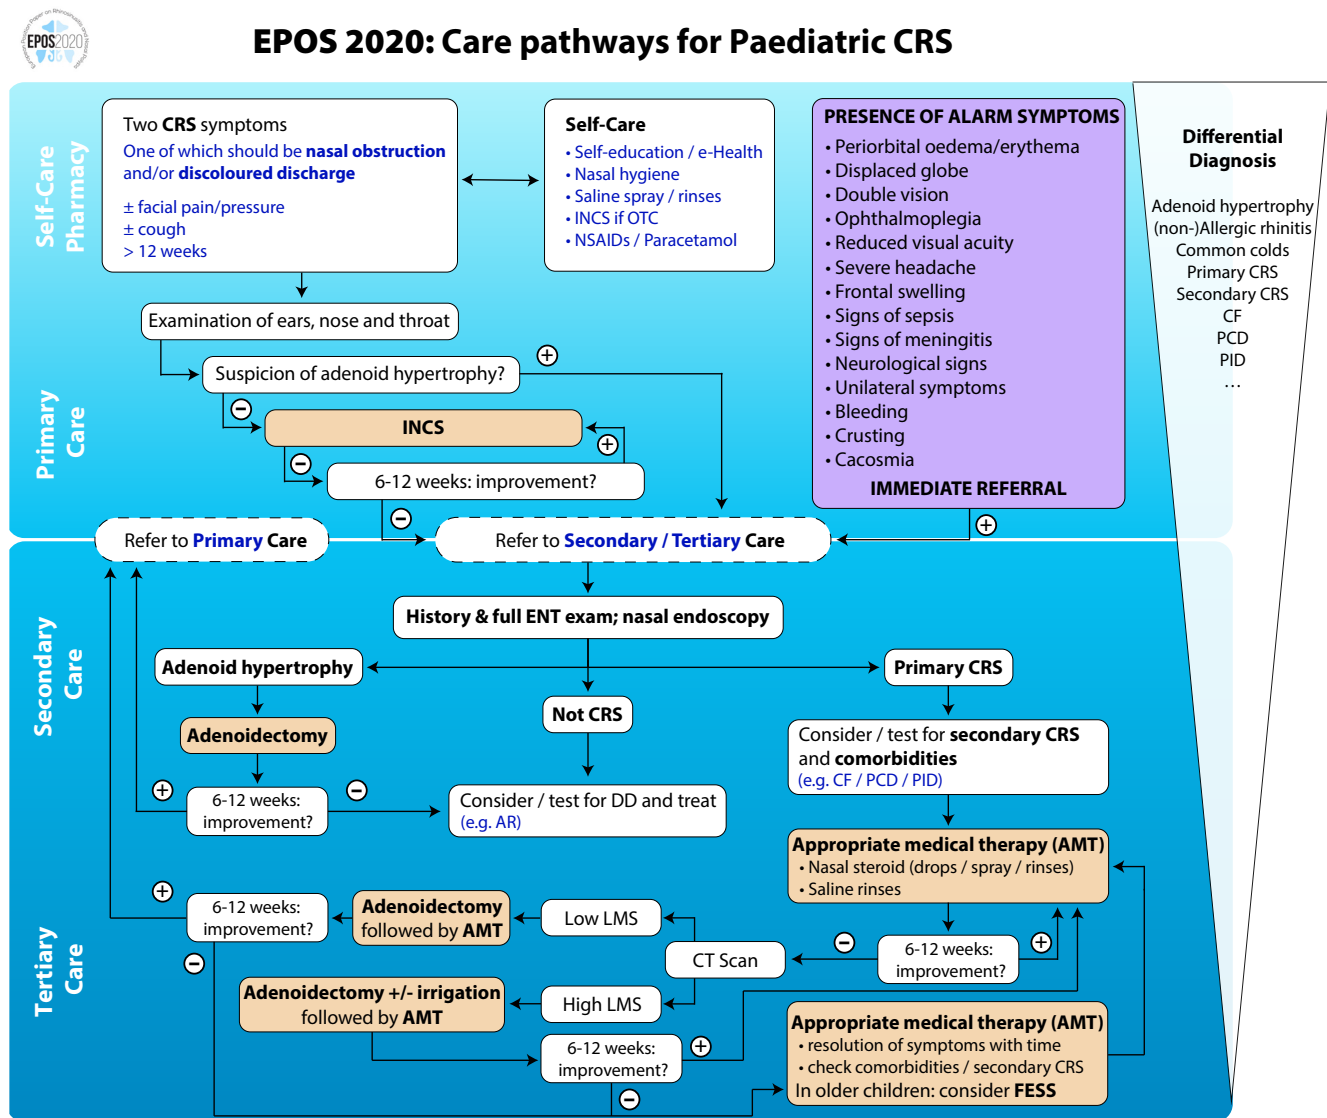 European Position Paper on Rhinosinusitis and Nasal Polyps
EPOS2020
EPOS 2020: Care pathways for Paediatric CRS
Self-Care
Pharmacy
Two CRS symptoms
One of which should be nasal obstruction
and/or discoloured discharge
± facial pain/pressure
± cough
> 12 weeks
Self-Care
• Self-education / e-Health
• Nasal hygiene
• Saline spray / rinses
• INCS if OTC
• NSAIDs / Paracetamol
PRESENCE OF ALARM SYMPTOMS
• Periorbital oedema/erythema
• Displaced globe
• Double vision
• Ophthalmoplegia
• Reduced visual acuity
• Severe headache
• Frontal swelling
• Signs of sepsis
• Signs of meningitis
• Neurological signs
• Unilateral symptoms
• Bleeding
• Crusting
• Cacosmia
IMMEDIATE REFERRAL
+
Differential
Diagnosis
Adenoid hypertrophy
(non-)Allergic rhinitis
Common colds
Primary CRS
Secondary CRS
CF
PCD
PID
...
Primary
Care
Examination of ears, nose and throat
Suspicion of adenoid hypertrophy?
+
−
INCS
−
+
6-12 weeks: improvement?
−
Refer to Primary Care
Refer to Secondary / Tertiary Care
Secondary
Care
History & full ENT exam; nasal endoscopy
Adenoid hypertrophy
Primary CRS
Not CRS
Adenoidectomy
Consider / test for secondary CRS
and comorbidities
(e.g. CF / PCD / PID)
+
6-12 weeks:
improvement?
−
Consider / test for DD and treat
(e.g. AR)
Tertiary
Care
Appropriate medical therapy (AMT)
• Nasal steroid (drops / spray / rinses)
• Saline rinses
+
6-12 weeks:
improvement?
−
Adenoidectomy
followed by AMT
Low LMS
CT Scan
−
6-12 weeks:
improvement?
+
Adenoidectomy +/- irrigation
followed by AMT
High LMS
6-12 weeks:
improvement?
+
−
Appropriate medical therapy (AMT)
• resolution of symptoms with time
• check comorbidities / secondary CRS
In older children: consider FESS